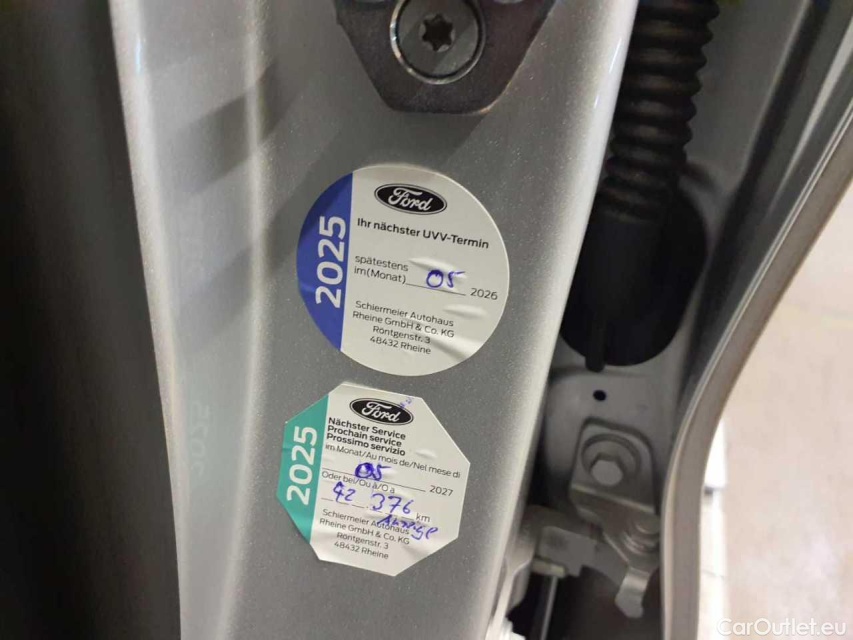 Ford
2025
Ihr nächster UVV-Termin
spätestens
im(Monat) 05 2026
Schiermeier Autohaus
Rheine GmbH & Co. KG
Röntgenstr. 3
48432 Rheine
Ford
2025
Nächster Service
Prochain service
Prossimo servizio
im Monat/Au mois de/Nel mese di
05 2027
Oder bei/Ou à/O a
42 376 km
Schiermeier Autohaus
Rheine GmbH & Co. KG
Röntgenstr. 3
48432 Rheine
CarOutlet.eu